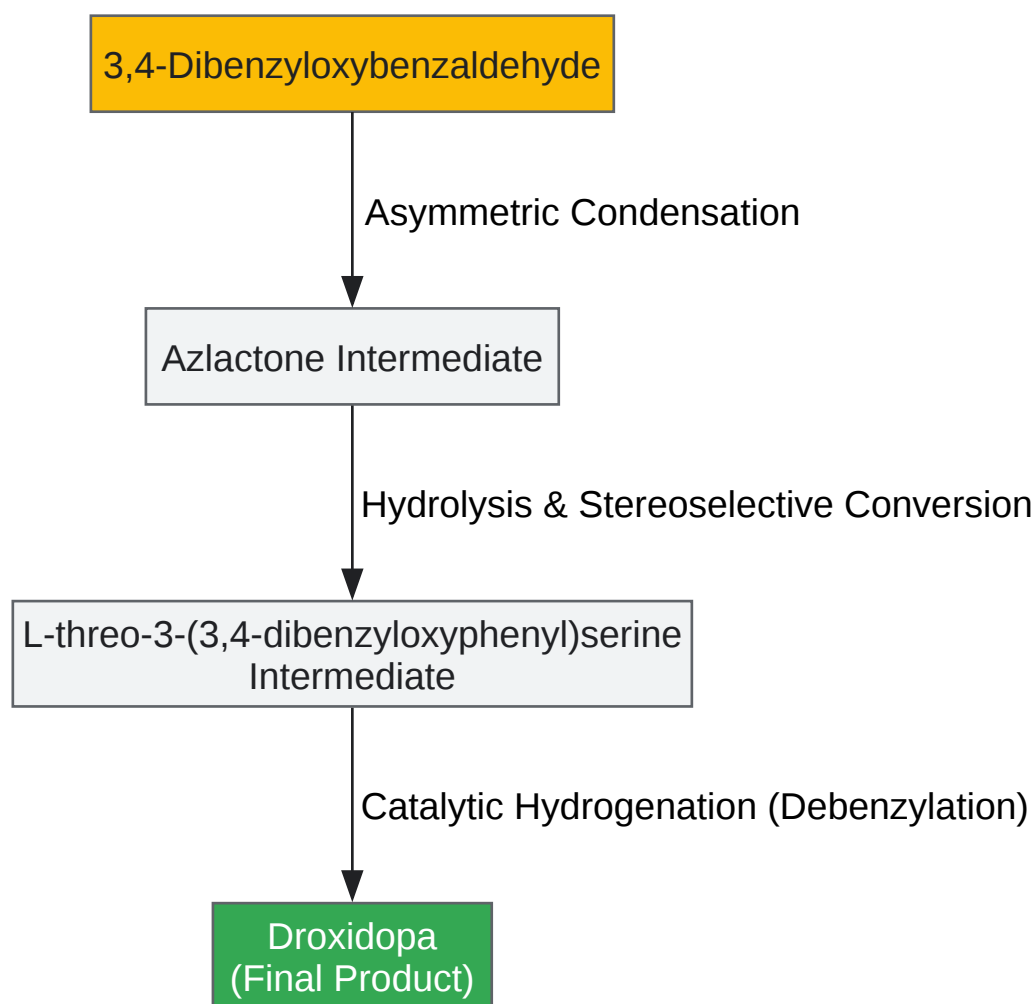 3,4-Dibenzyloxybenzaldehyde
Asymmetric Condensation
Azlactone Intermediate
Hydrolysis & Stereoselective Conversion
L-threo-3-(3,4-dibenzyloxyphenyl)serine
Intermediate
Catalytic Hydrogenation (Debenzylation)
Droxidopa
(Final Product)